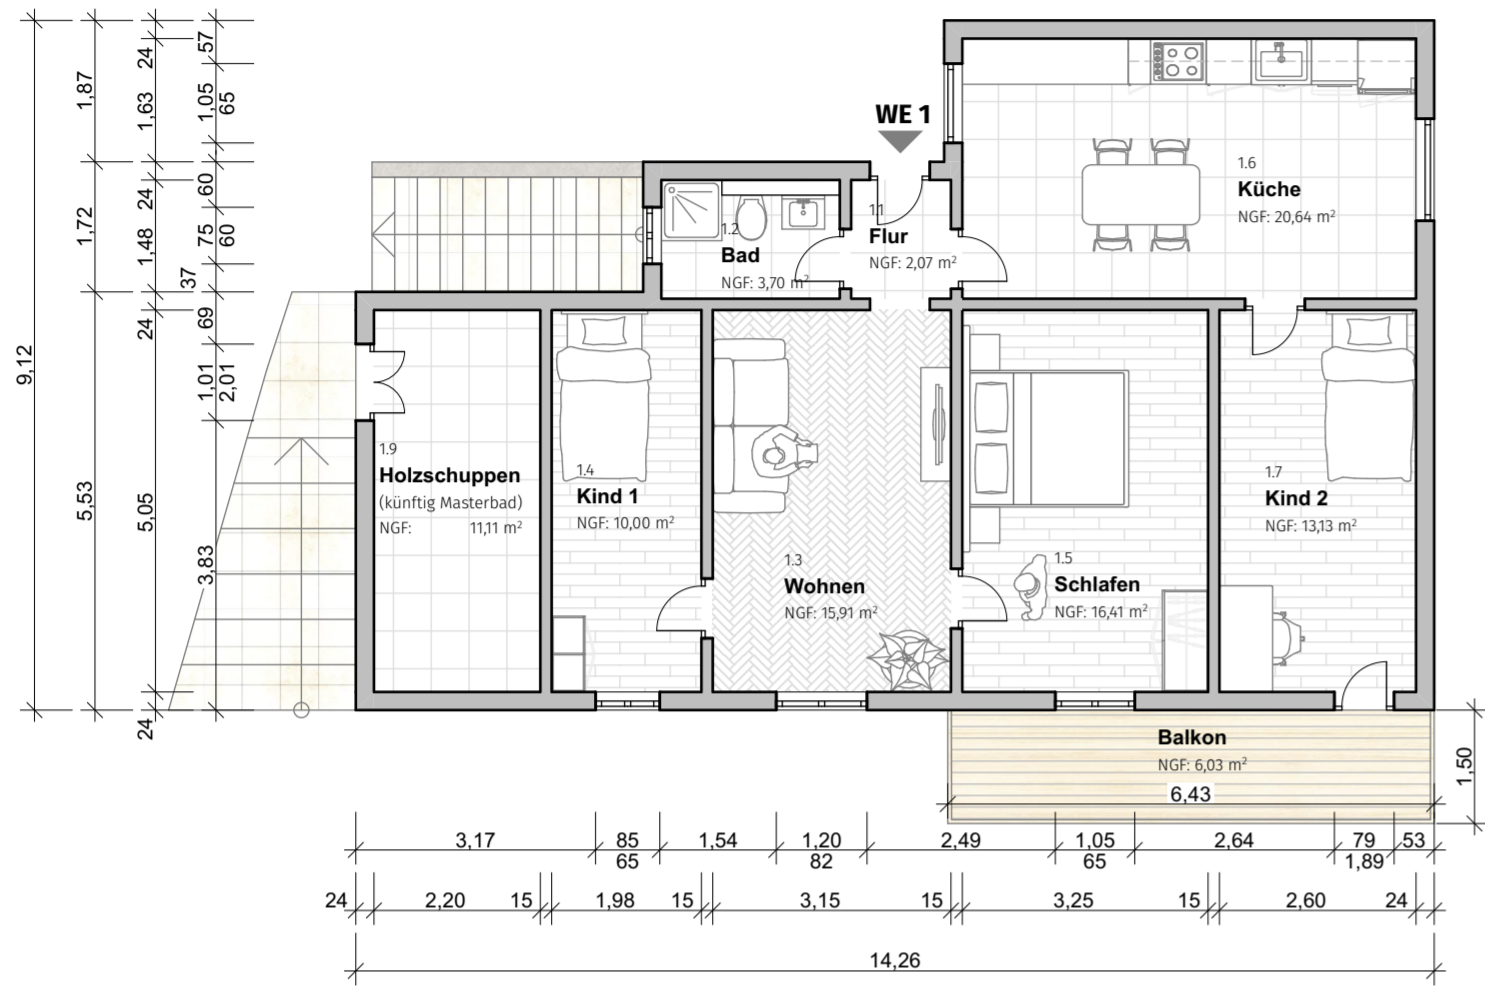 WE 1
1.6
Küche
NGF: 20,64 m²
1.1
Flur
NGF: 2,07 m²
1.2
Bad
NGF: 3,70 m²
1.9
Holzschuppen
(künftig Masterbad)
NGF: 11,11 m²
1.4
Kind 1
NGF: 10,00 m²
1.3
Wohnen
NGF: 15,91 m²
1.5
Schlafen
NGF: 16,41 m²
1.7
Kind 2
NGF: 13,13 m²
Balkon
NGF: 6,03 m²
6,43
1,50
9,12
1,87
1,72
5,53
24
1,63
24
1,48
24
5,05
24
57
1,05
65
60
75
60
37
69
1,01
2,01
3,83
3,17 85 1,54 1,20 2,49 1,05 2,64 79 53
65 82 65 1,89
24 2,20 15 1,98 15 3,15 15 3,25 15 2,60 24
14,26